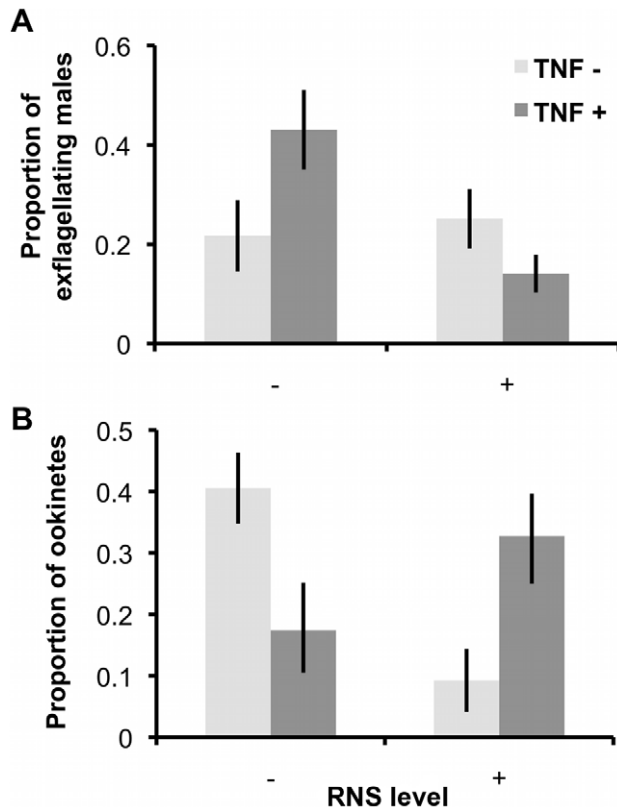 A
Proportion of
exflagellating males
0.6
0.4
0.2
0
TNF -
TNF +
-
+
B
Proportion of ookinetes
0.5
0.4
0.3
0.2
0.1
0
-
+
RNS level